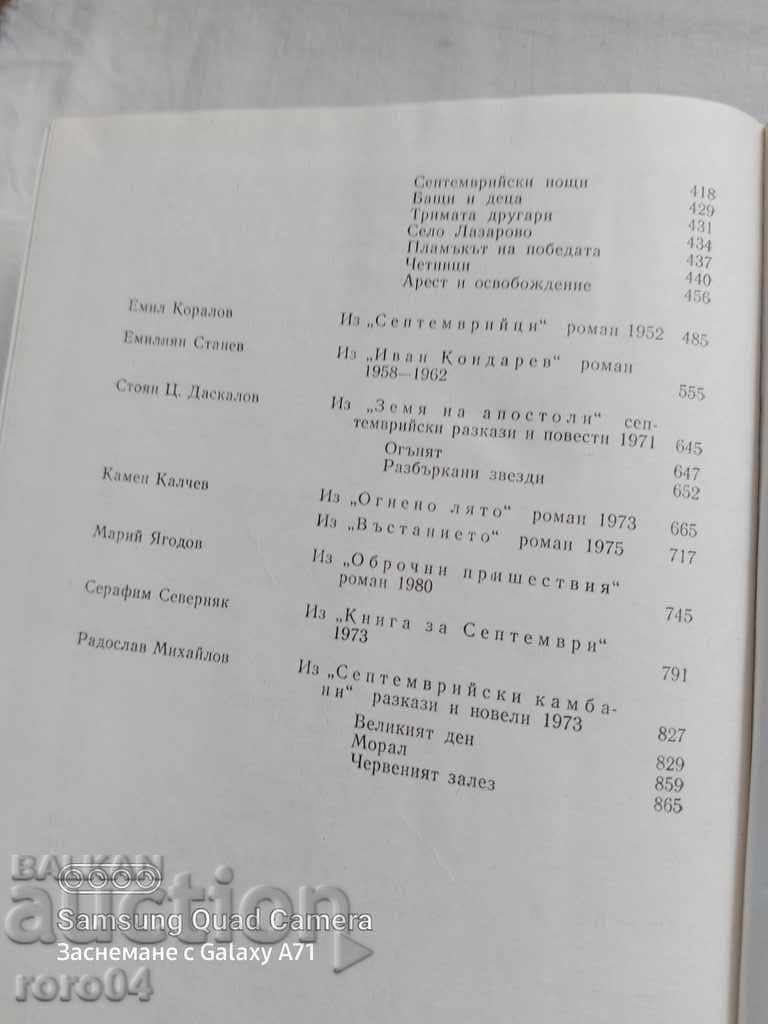 Септемврийски нощи 418
Бащи и деца 429
Тримата другари 431
Село Лазарово 434
Пламъкът на победата 437
Четници 440
Арест и освобождение 456
Емил Коралов Из „Септемврийци“ роман 1952 485
Емилиян Станев Из „Иван Кондарев“ роман
1958—1962 555
Стоян Ц. Даскалов Из „Земя на апостоли“ сеп-
темврийски разкази и повести 1971 645
Огънят 647
Разбъркани звезди 652
Камен Калчев Из „Огнено лято“ роман 1973 665
Из „Въстанието“ роман 1975 717
Марий Ягодов Из „Оброчни пришествия“
роман 1980 745
Серафим Северняк Из „Книга за Септември“
1973 791
Радослав Михайлов Из „Септемврийски камба-
ни“ разкази и новели 1973 827
Великият ден 829
Морал 859
Червеният залез 865
BALKAN
auction
Samsung Quad Camera
Заснемане с Galaxy A71
roro04